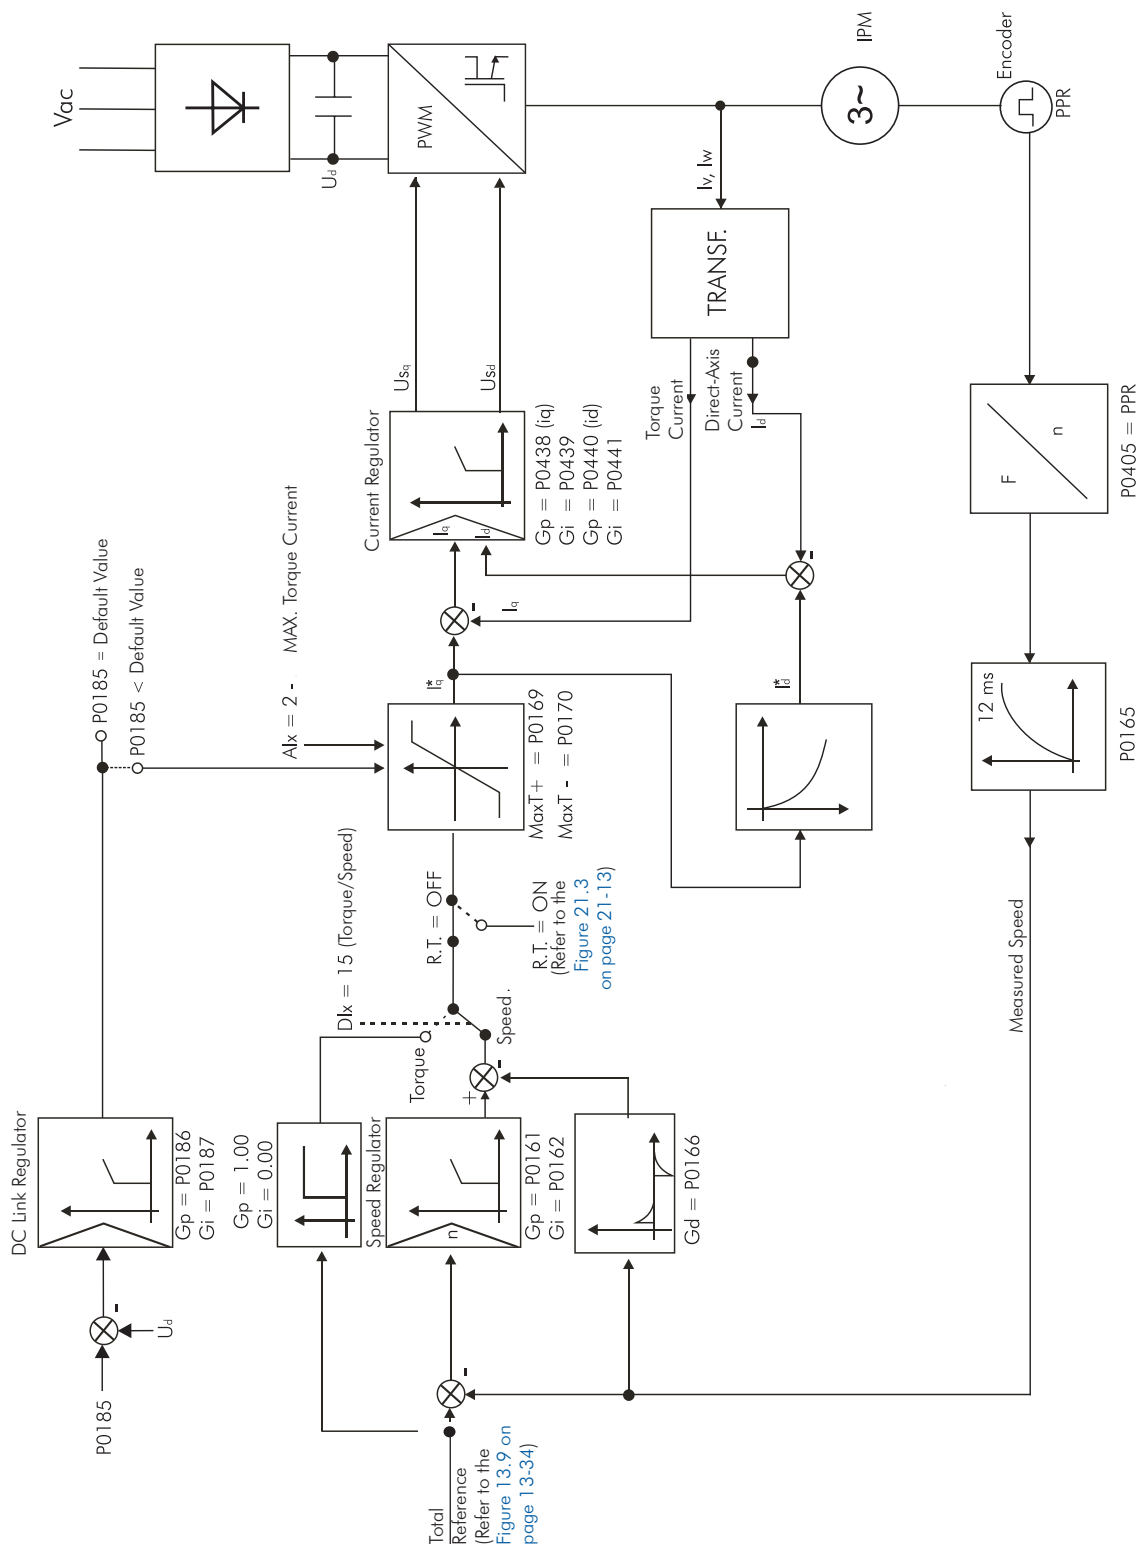 DC Link Regulator
P0185
Ud
Gp = P0186
Gi = P0187
P0185 = Default Value
P0185 < Default Value
Vac
Ud
PWM
IPM
3~
Encoder
PPR
Gp = 1.00
Gi = 0.00
Torque
DIx = 15 (Torque/Speed)
Speed.
R.T. = OFF
R.T. = ON
(Refer to the
Figure 21.3
on page 21-13)
AIx = 2 - MAX. Torque Current
MaxT+ = P0169
MaxT - = P0170
I*q
Iq
Current Regulator
Iq
Id
Usq
Usd
Gp = P0438 (iq)
Gi = P0439
Gp = P0440 (id)
Gi = P0441
Iv, Iw
TRANSF.
Torque
Current
Direct-Axis
Current
Id
I*d
Total
Reference
(Refer to the
Figure 13.9 on
page 13-34)
Speed Regulator
n
+
-
Gp = P0161
Gi = P0162
Gd = P0166
Measured Speed
12 ms
P0165
F
n
P0405 = PPR